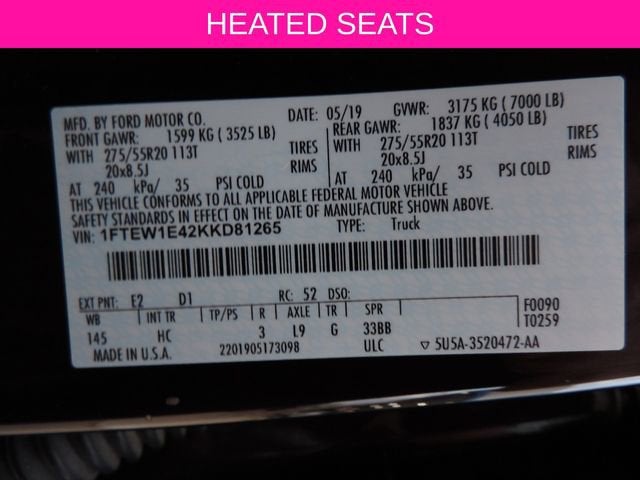 HEATED SEATS
MFD. BY FORD MOTOR CO. DATE: 05/19 GVWR: 3175 KG ( 7000 LB)
FRONT GAWR: 1599 KG ( 3525 LB) REAR GAWR: 1837 KG ( 4050 LB)
WITH 275/55R20 113T TIRES WITH 275/55R20 113T TIRES
20x8.5J RIMS 20x8.5J RIMS
AT 240 kPa/ 35 PSI COLD AT 240 kPa/ 35 PSI COLD
THIS VEHICLE CONFORMS TO ALL APPLICABLE FEDERAL MOTOR VEHICLE
SAFETY STANDARDS IN EFFECT ON THE DATE OF MANUFACTURE SHOWN ABOVE.
VIN: 1FTEW1E42KKD81265 TYPE: Truck
EXT PNT: E2 D1 RC: 52 DSO: F0090
WB INT TR TP/PS R AXLE TR SPR T0259
145 HC 3 L9 G 33BB
MADE IN U.S.A. 2201905173098 ULC ▽ 5U5A-3520472-AA